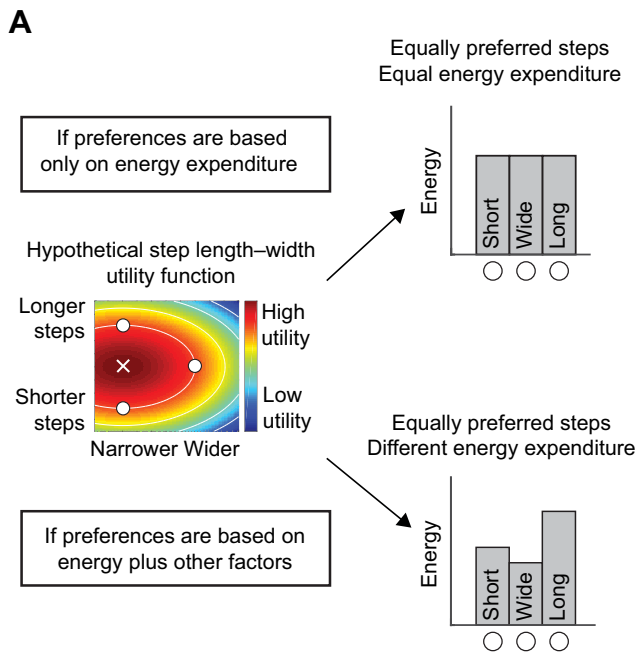 A
Equally preferred steps
Equal energy expenditure
If preferences are based
only on energy expenditure
Energy
Short
Wide
Long
Hypothetical step length–width
utility function
Longer
steps
Shorter
steps
High
utility
Low
utility
Narrower Wider
Equally preferred steps
Different energy expenditure
If preferences are based on
energy plus other factors
Energy
Short
Wide
Long